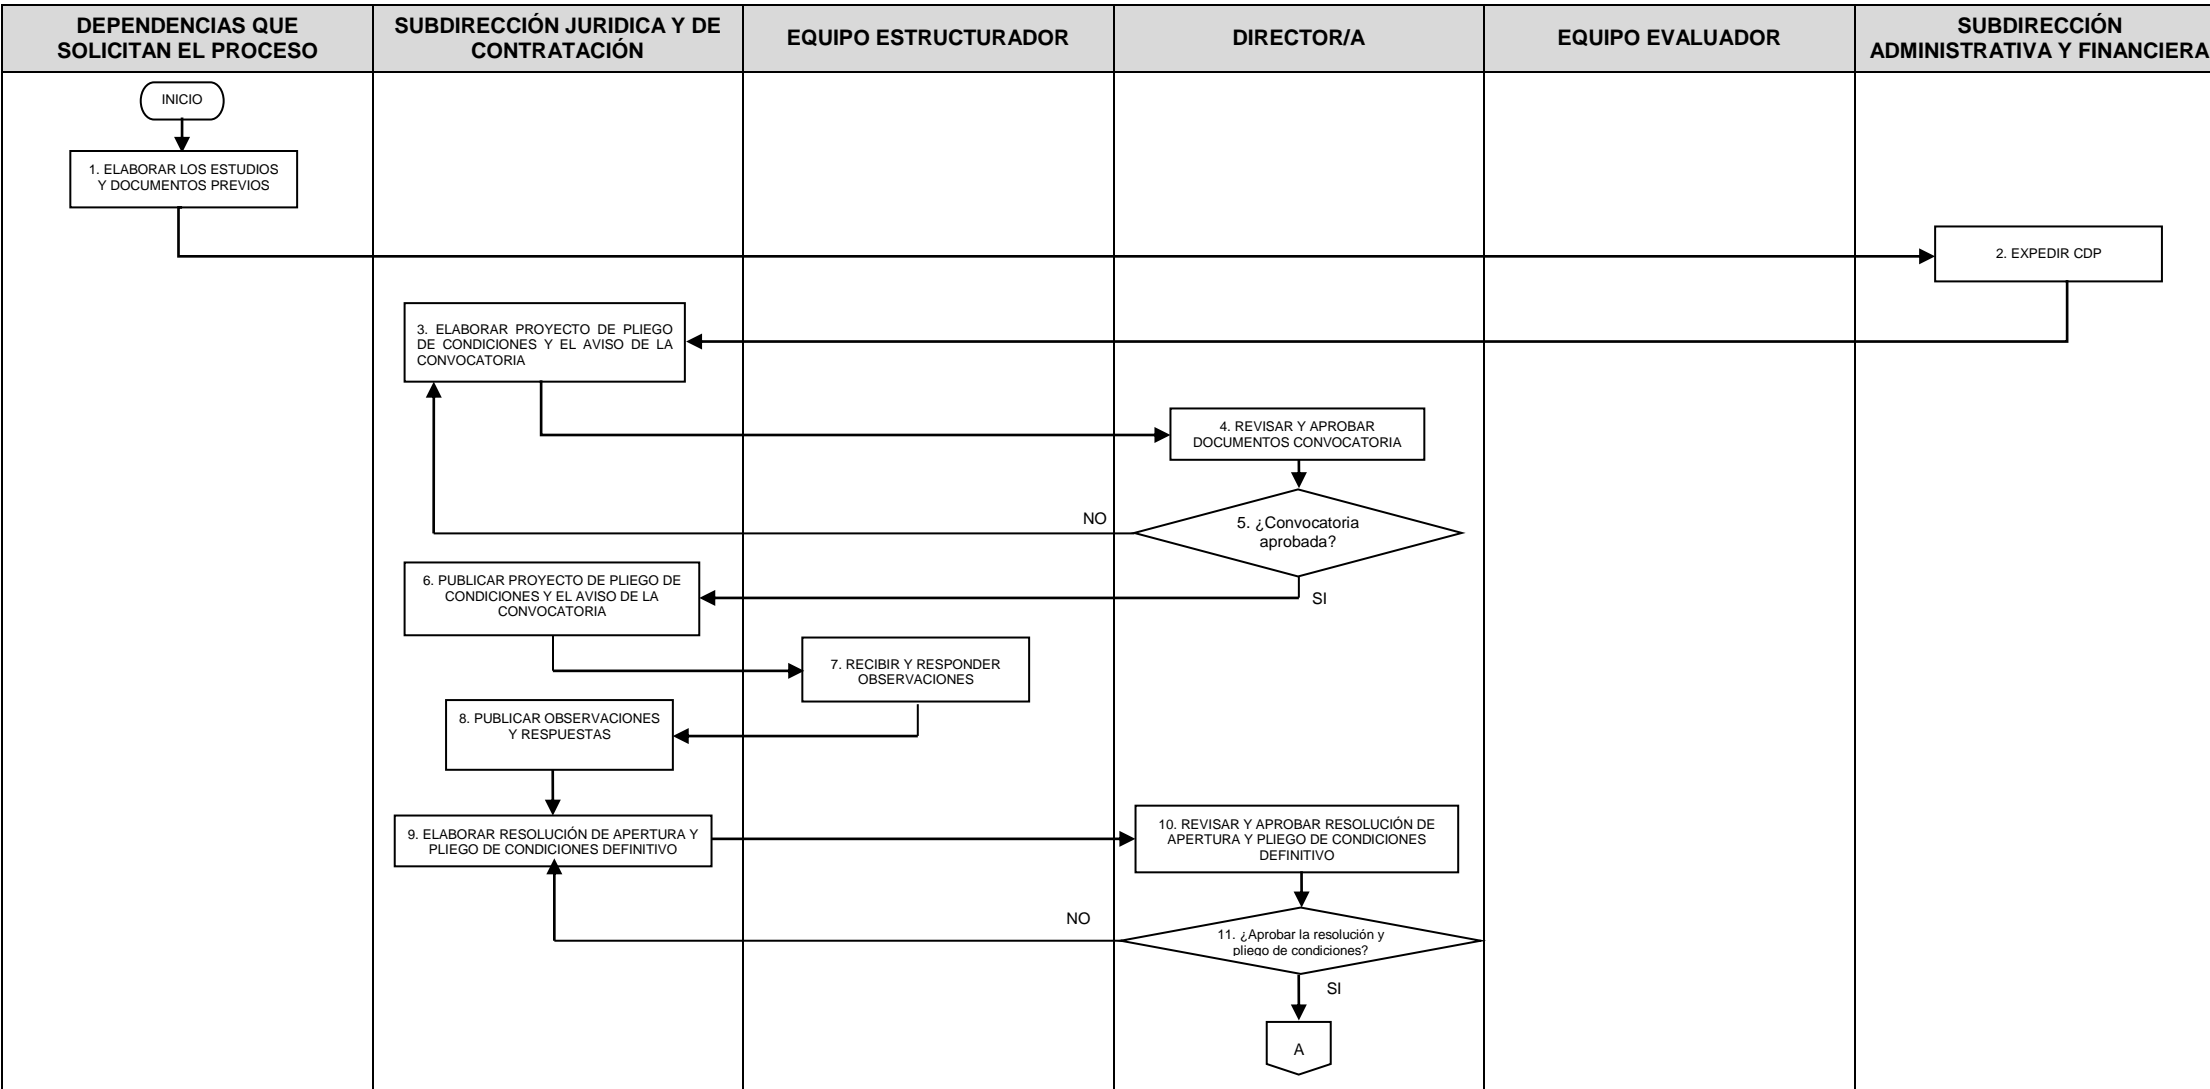 DEPENDENCIAS QUE
SOLICITAN EL PROCESO
SUBDIRECCIÓN JURIDICA Y DE
CONTRATACIÓN
EQUIPO ESTRUCTURADOR
DIRECTOR/A
EQUIPO EVALUADOR
SUBDIRECCIÓN
ADMINISTRATIVA Y FINANCIERA
INICIO
1. ELABORAR LOS ESTUDIOS
Y DOCUMENTOS PREVIOS
2. EXPEDIR CDP
3. ELABORAR PROYECTO DE PLIEGO
DE CONDICIONES Y EL AVISO DE LA
CONVOCATORIA
4. REVISAR Y APROBAR
DOCUMENTOS CONVOCATORIA
NO
5. ¿Convocatoria
aprobada?
6. PUBLICAR PROYECTO DE PLIEGO DE
CONDICIONES Y EL AVISO DE LA
CONVOCATORIA
SI
7. RECIBIR Y RESPONDER
OBSERVACIONES
8. PUBLICAR OBSERVACIONES
Y RESPUESTAS
9. ELABORAR RESOLUCIÓN DE APERTURA Y
PLIEGO DE CONDICIONES DEFINITIVO
10. REVISAR Y APROBAR RESOLUCIÓN DE
APERTURA Y PLIEGO DE CONDICIONES
DEFINITIVO
NO
11. ¿Aprobar la resolución y
pliego de condiciones?
SI
A